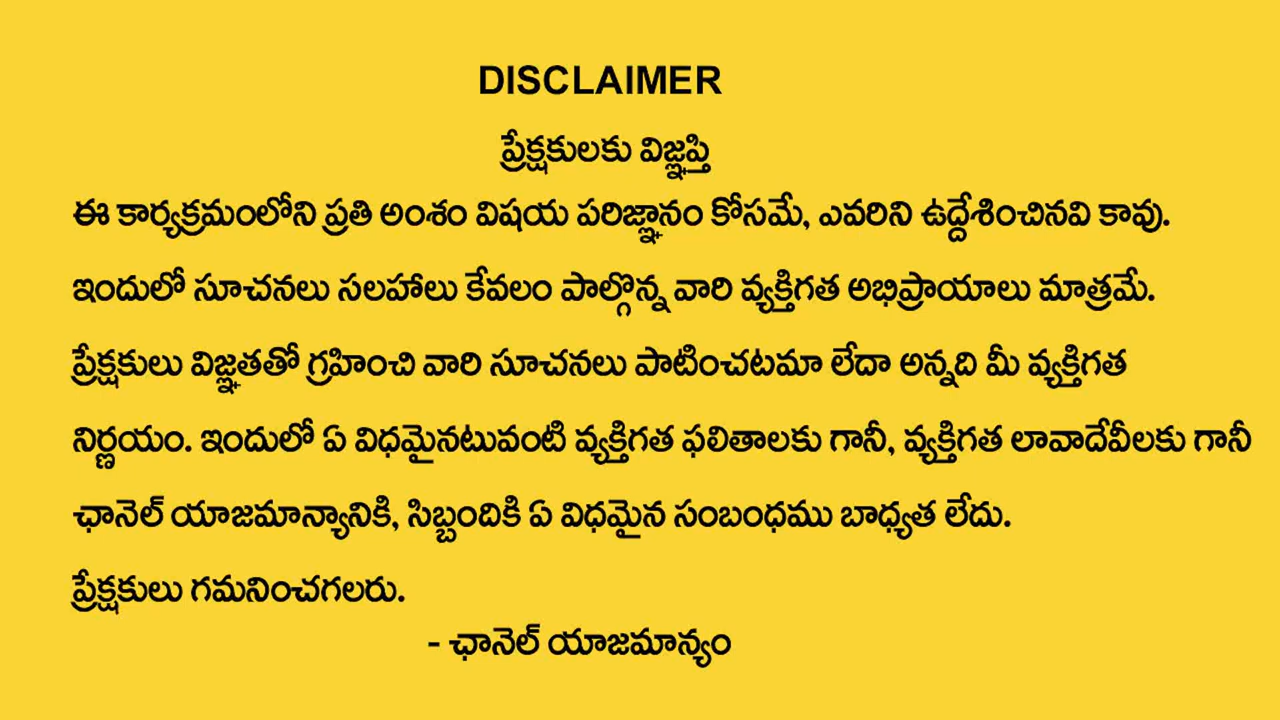 DISCLAIMER
ప్రేక్షకులకు విజ్ఞప్తి
ఈ కార్యక్రమంలోని ప్రతి అంశం విషయ పరిజ్ఞానం కోసమే, ఎవరిని ఉద్దేశించినవి కావు.
ఇందులో సూచనలు సలహాలు కేవలం పాల్గొన్న వారి వ్యక్తిగత అభిప్రాయాలు మాత్రమే.
ప్రేక్షకులు విజ్ఞతతో గ్రహించి వారి సూచనలు పాటించటమా లేదా అన్నది మీ వ్యక్తిగత
నిర్ణయం. ఇందులో ఏ విధమైనటువంటి వ్యక్తిగత ఫలితాలకు గానీ, వ్యక్తిగత లావాదేవీలకు గానీ
ఛానెల్ యాజమాన్యానికి, సిబ్బందికి ఏ విధమైన సంబంధము బాధ్యత లేదు.
ప్రేక్షకులు గమనించగలరు.
- ఛానెల్ యాజమాన్యం